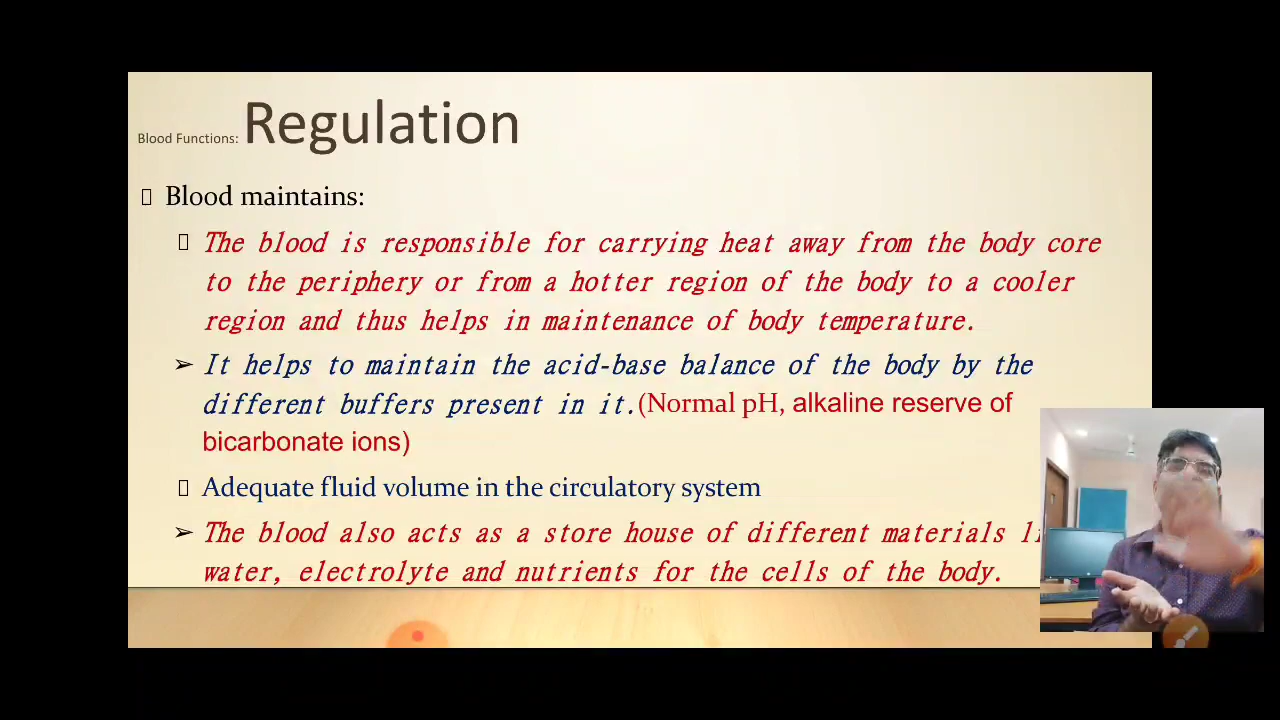 Blood Functions: Regulation
Blood maintains:
The blood is responsible for carrying heat away from the body core
to the periphery or from a hotter region of the body to a cooler
region and thus helps in maintenance of body temperature.
➢ It helps to maintain the acid-base balance of the body by the
different buffers present in it.(Normal pH, alkaline reserve of
bicarbonate ions)
Adequate fluid volume in the circulatory system
➢ The blood also acts as a store house of different materials
water, electrolyte and nutrients for the cells of the body.